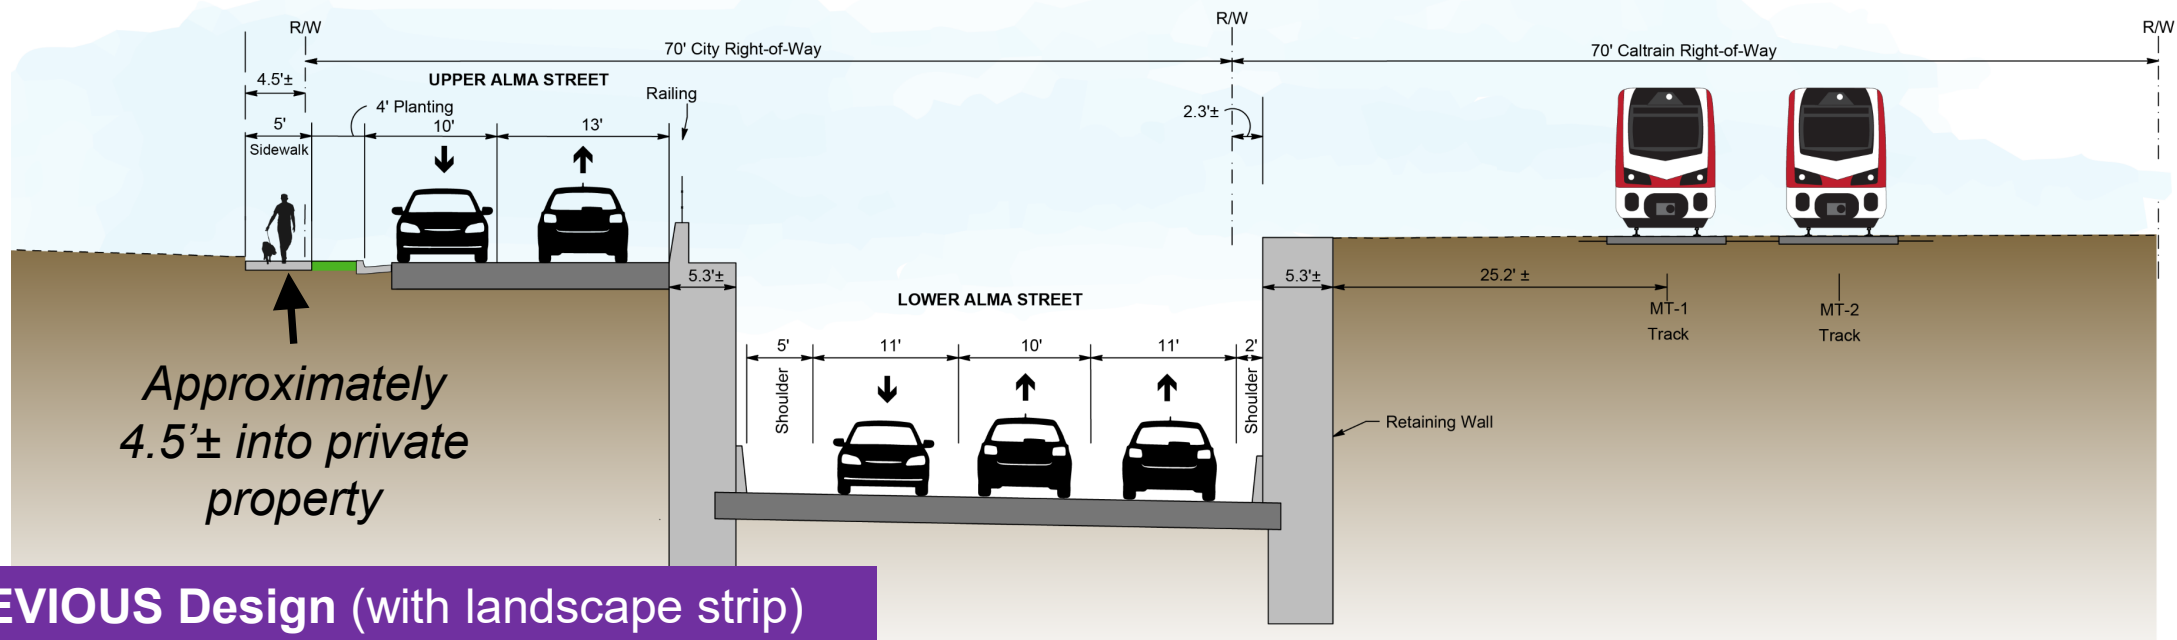 R/W
R/W
R/W
70' City Right-of-Way
70' Caltrain Right-of-Way
4.5'±
UPPER ALMA STREET
4' Planting
Railing
2.3'±
5'
10'
13'
Sidewalk
5.3'±
5.3'±
25.2' ±
LOWER ALMA STREET
MT-1
Track
MT-2
Track
5'
11'
10'
11'
2'
Shoulder
Shoulder
Retaining Wall
Approximately
4.5'± into private
property
EVIOUS Design (with landscape strip)